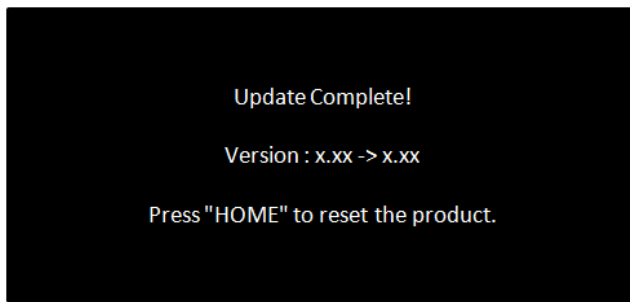 Update Complete!
Version : x.xx -> x.xx
Press "HOME" to reset the product.